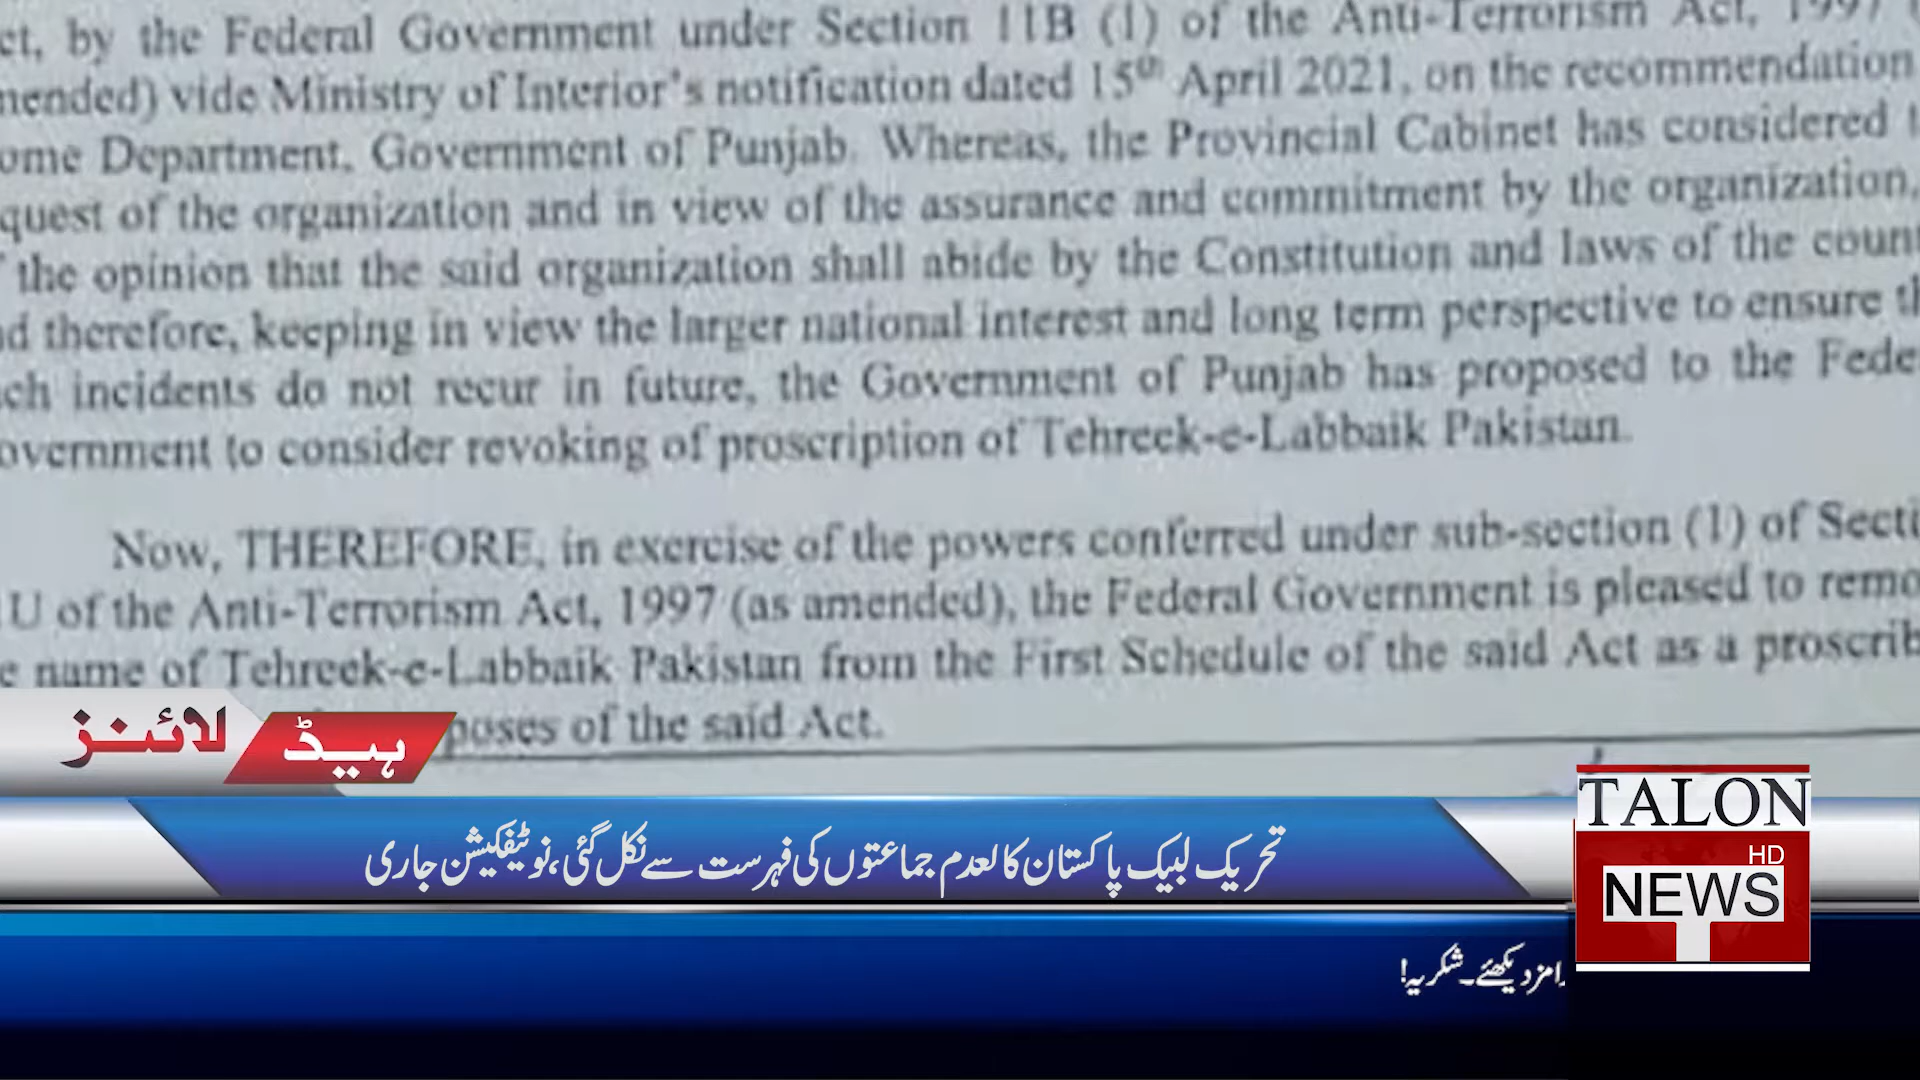 ct, by the Federal Government under Section 11B (1) of the Anti-Terrorism Act, 1997 (
nended) vide Ministry of Interior's notification dated 15th April 2021, on the recommendation
ome Department, Government of Punjab. Whereas, the Provincial Cabinet has considered t
quest of the organization and in view of the assurance and commitment by the organization,
f the opinion that the said organization shall abide by the Constitution and laws of the count
nd therefore, keeping in view the larger national interest and long term perspective to ensure th
ich incidents do not recur in future, the Government of Punjab has proposed to the Fede
overnment to consider revoking of proscription of Tehreek-e-Labbaik Pakistan.
Now, THEREFORE, in exercise of the powers conferred under sub-section (1) of Secti
1U of the Anti-Terrorism Act, 1997 (as amended), the Federal Government is pleased to remo
e name of Tehreek-e-Labbaik Pakistan from the First Schedule of the said Act as a proscrib
poses of the said Act.
ہیڈ لائنز
تحریک لبیک پاکستان کالعدم جماعتوں کی فہرست سے نکل گئی، نوٹیفکیشن جاری
TALON
HD
NEWS
دیکھئے۔ شکریہ!